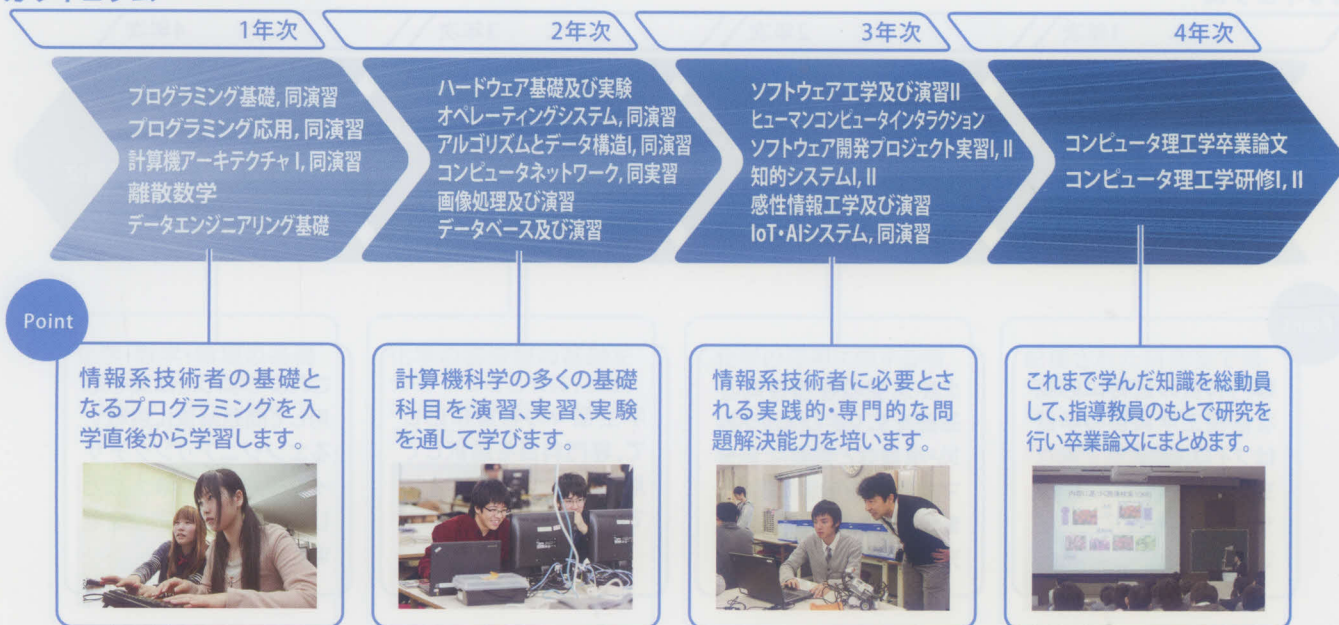 1年次
2年次
3年次
4年次
プログラミング基礎, 同演習
プログラミング応用, 同演習
計算機アーキテクチャⅠ, 同演習
離散数学
データエンジニアリング基礎
ハードウェア基礎及び実験
オペレーティングシステム, 同演習
アルゴリズムとデータ構造I, 同演習
コンピュータネットワーク, 同実習
画像処理及び演習
データベース及び演習
ソフトウェア工学及び演習II
ヒューマンコンピュータインタラクション
ソフトウェア開発プロジェクト実習I, II
知的システムI, II
感性情報工学及び演習
IoT・AIシステム, 同演習
コンピュータ理工学卒業論文
コンピュータ理工学研修I, II
Point
情報系技術者の基礎と
なるプログラミングを入
学直後から学習します。
計算機科学の多くの基礎
科目を演習、実習、実験
を通して学びます。
情報系技術者に必要とさ
れる実践的・専門的な問
題解決能力を培います。
これまで学んだ知識を総動員
して、指導教員のもとで研究を
行い卒業論文にまとめます。